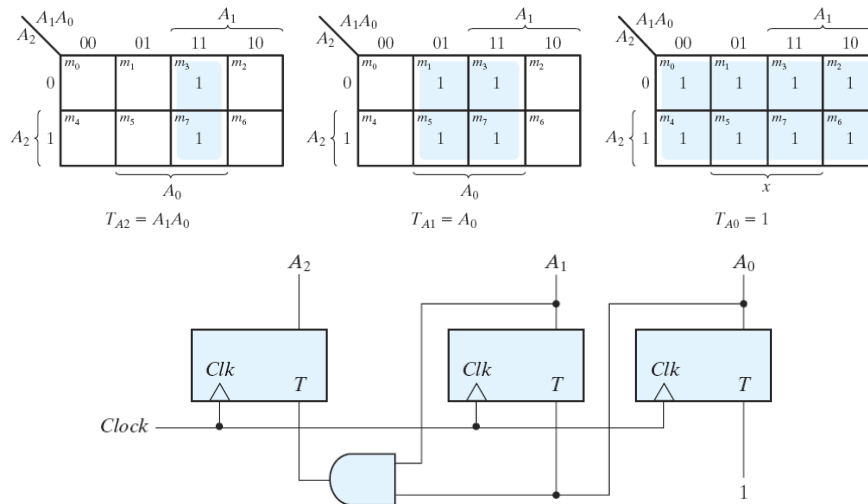 A₁A₀ A₁ A₁A₀ A₁ A₁A₀ A₁
A₂ 00 01 11 10 A₂ 00 01 11 10 A₂ 00 01 11 10
m₀ m₁ m₃ m₂ m₀ m₁ m₃ m₂ m₀ m₁ m₃ m₂
0 1 0 1 1 0 1 1 1 1
m₄ m₅ m₇ m₆ m₄ m₅ m₇ m₆ m₄ m₅ m₇ m₆
A₂ 1 1 A₂ 1 1 1 A₂ 1 1 1 1 1
A₀ A₀ x
T_A2 = A₁A₀ T_A1 = A₀ T_A0 = 1
A₂ A₁ A₀
Clk T Clk T Clk T
Clock
1